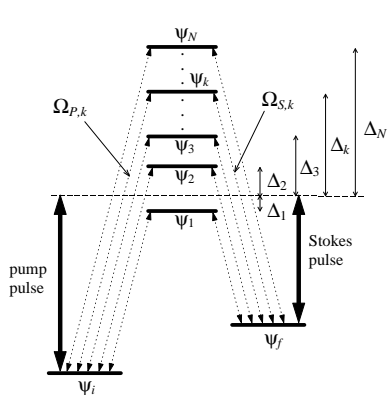 ψN
ψk
ΩP,k
ΩS,k
ψ3
ψ2
ψ1
Δ1
Δ2
Δ3
Δk
ΔN
pump
pulse
Stokes
pulse
ψf
ψi